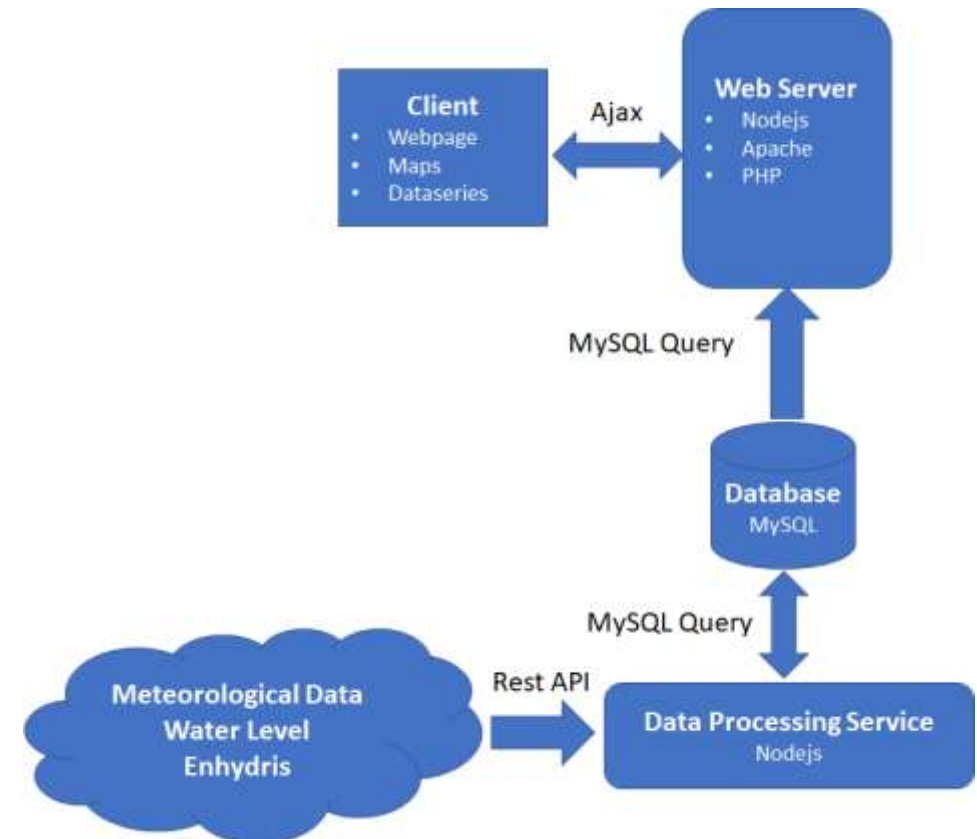 Client
• Webpage
• Maps
• Dataseries
Ajax
Web Server
• Nodejs
• Apache
• PHP
MySQL Query
Database
MySQL
MySQL Query
Meteorological Data
Water Level
Enhydris
Rest API
Data Processing Service
Nodejs